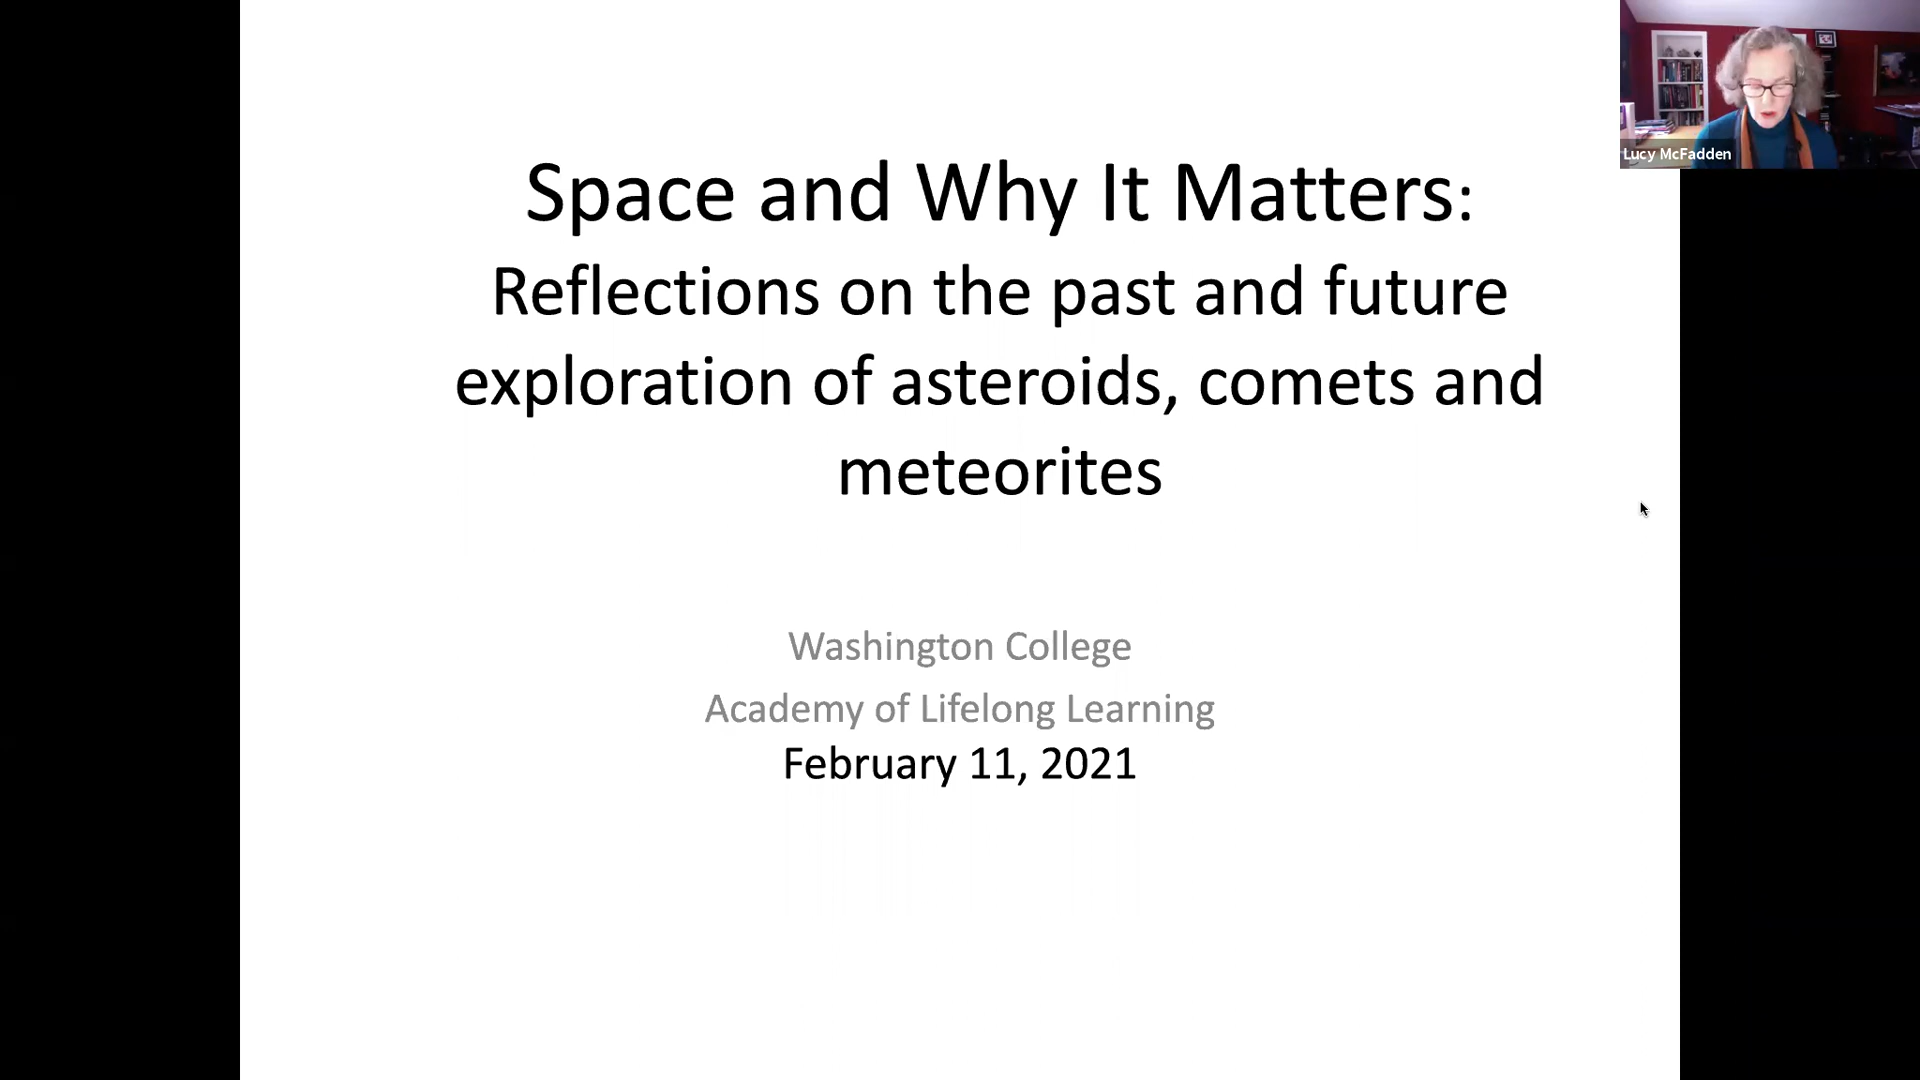 Space and Why It Matters:
Reflections on the past and future
exploration of asteroids, comets and
meteorites
Washington College
Academy of Lifelong Learning
February 11, 2021
Lucy McFadden